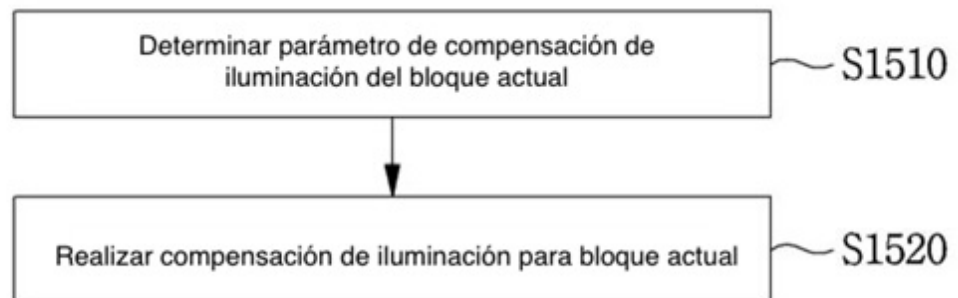 Determinar parámetro de compensación de
iluminación del bloque actual
S1510
Realizar compensación de iluminación para bloque actual
S1520